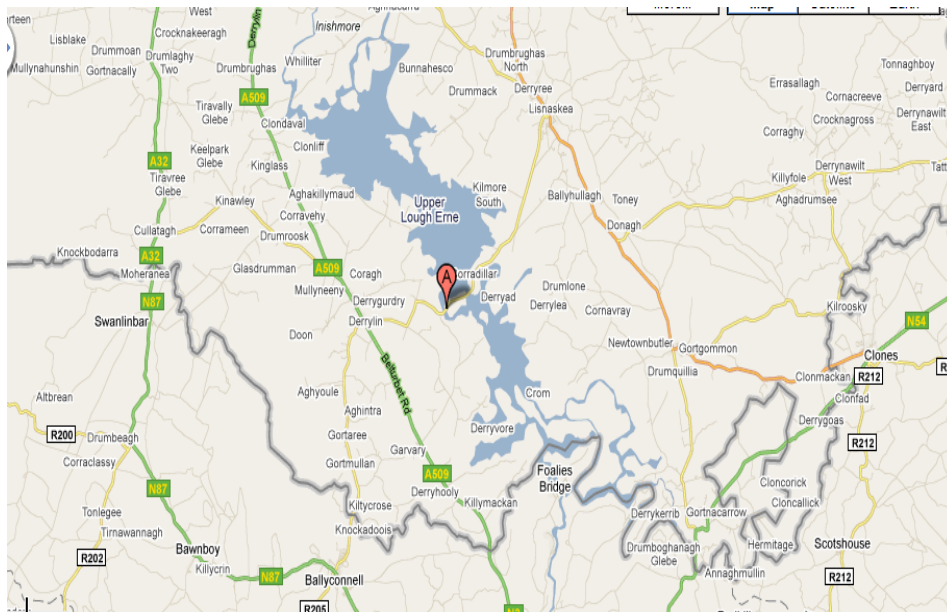 West
Crocknakeeragh
Lisblake
Drummoan
Drumlaghy
Two
Mullynahunshin
Gortnacally
Derrylin
Drumbrughas
Inishmore
Whilliter
Bunnahesco
Drumbrughas
North
Derryree
Drummack
Lisnaskea
Tonnaghboy
Errasallagh
Derryard
Cornacreeve
Crocknagross
Derrynawilt
East
Corraghy
A509
Tiravally
Glebe
Clondaval
Clonliff
Keelpark
Glebe
Kinglass
A32
Tiravree
Glebe
Aghakillymaud
Kinawley
Corravehy
Upper
Lough Erne
Kilmore
South
Ballyhullagh
Toney
Killyfole
Derrynawilt
West
Aghadrumsee
Donagh
Cullatagh
Corrameen
Drumroosk
Knockbodarra
A32
Moheranea
Glasdrumman
A509
Mullyneeny
Coragh
A
Derrygurdry
Derryad
Drumlone
Derrylea
Cornavray
Kilroosky
N87
Swanlinbar
Doon
Derrylin
N54
Newtownbutler
Gortgommon
Clones
Drumquillia
Clonmackan
R212
Belturbet Rd
Aghyoule
Crom
Clonfad
Altbrean
Aghintra
Derrygoas
R200
Drumbeagh
Gortaree
Derryvore
R212
Corraclassy
Garvary
Gortmullan
A509
Foalies
Bridge
Derryhooly
Cloncorick
Cloncallick
N87
Kiltycrose
Killymackan
Tonlegee
Tirnawannagh
Knockadoois
Derrykerrib
Gortnacarrow
Bawnboy
R202
Killycrin
Drumboghanagh
Glebe
Hermitage
Scotshouse
N87
Ballyconnell
Annaghmullin
R212
R205